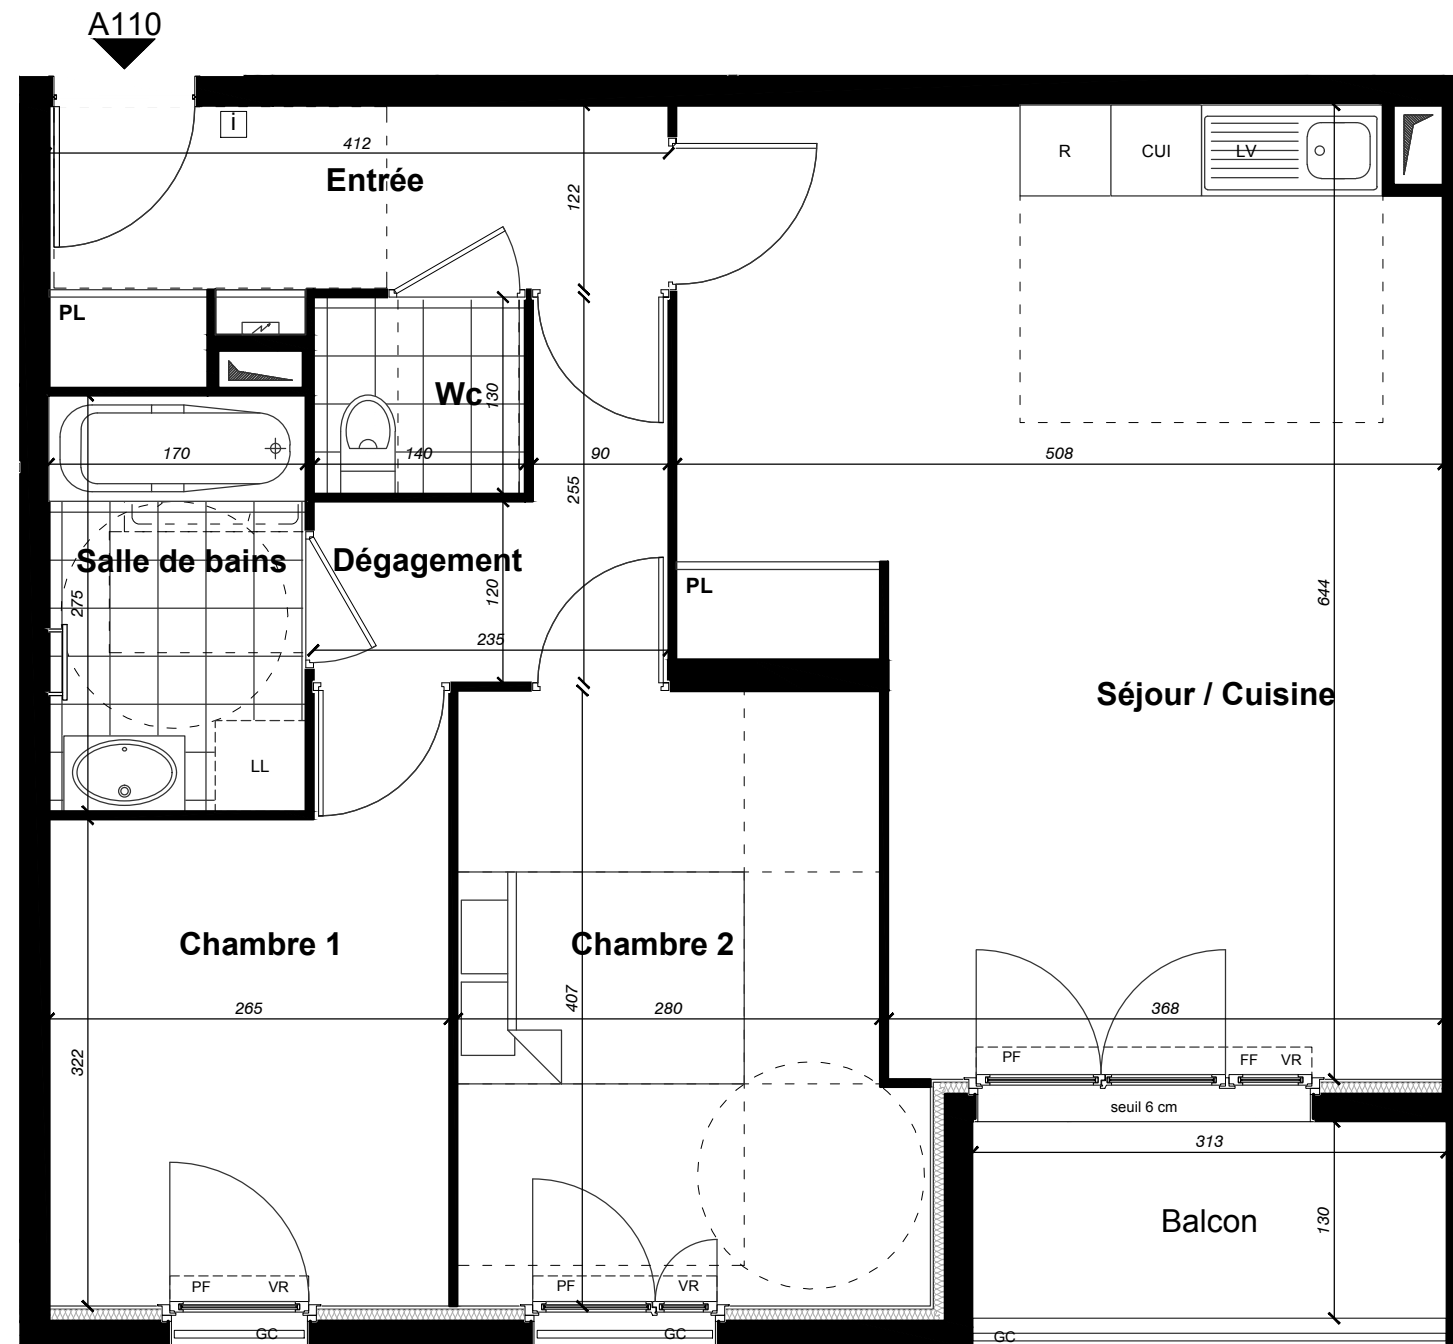 A110
i
412
Entrée
122
R
CUI
LV
PL
Wc
130
170
140
90
508
255
Salle de bains
Dégagement
275
120
PL
644
235
Séjour / Cuisine
LL
Chambre 1
Chambre 2
265
407
280
368
322
PF
FF
VR
seuil 6 cm
313
Balcon
130
PF
VR
PF
VR
GC
GC
GC